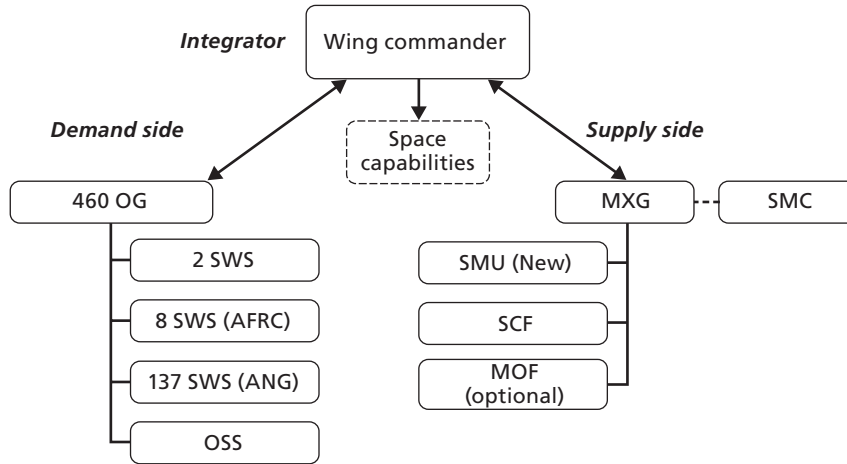 Integrator
Wing commander
Demand side
Space
capabilities
Supply side
460 OG
MXG
SMC
2 SWS
SMU (New)
8 SWS (AFRC)
SCF
137 SWS (ANG)
MOF
(optional)
OSS